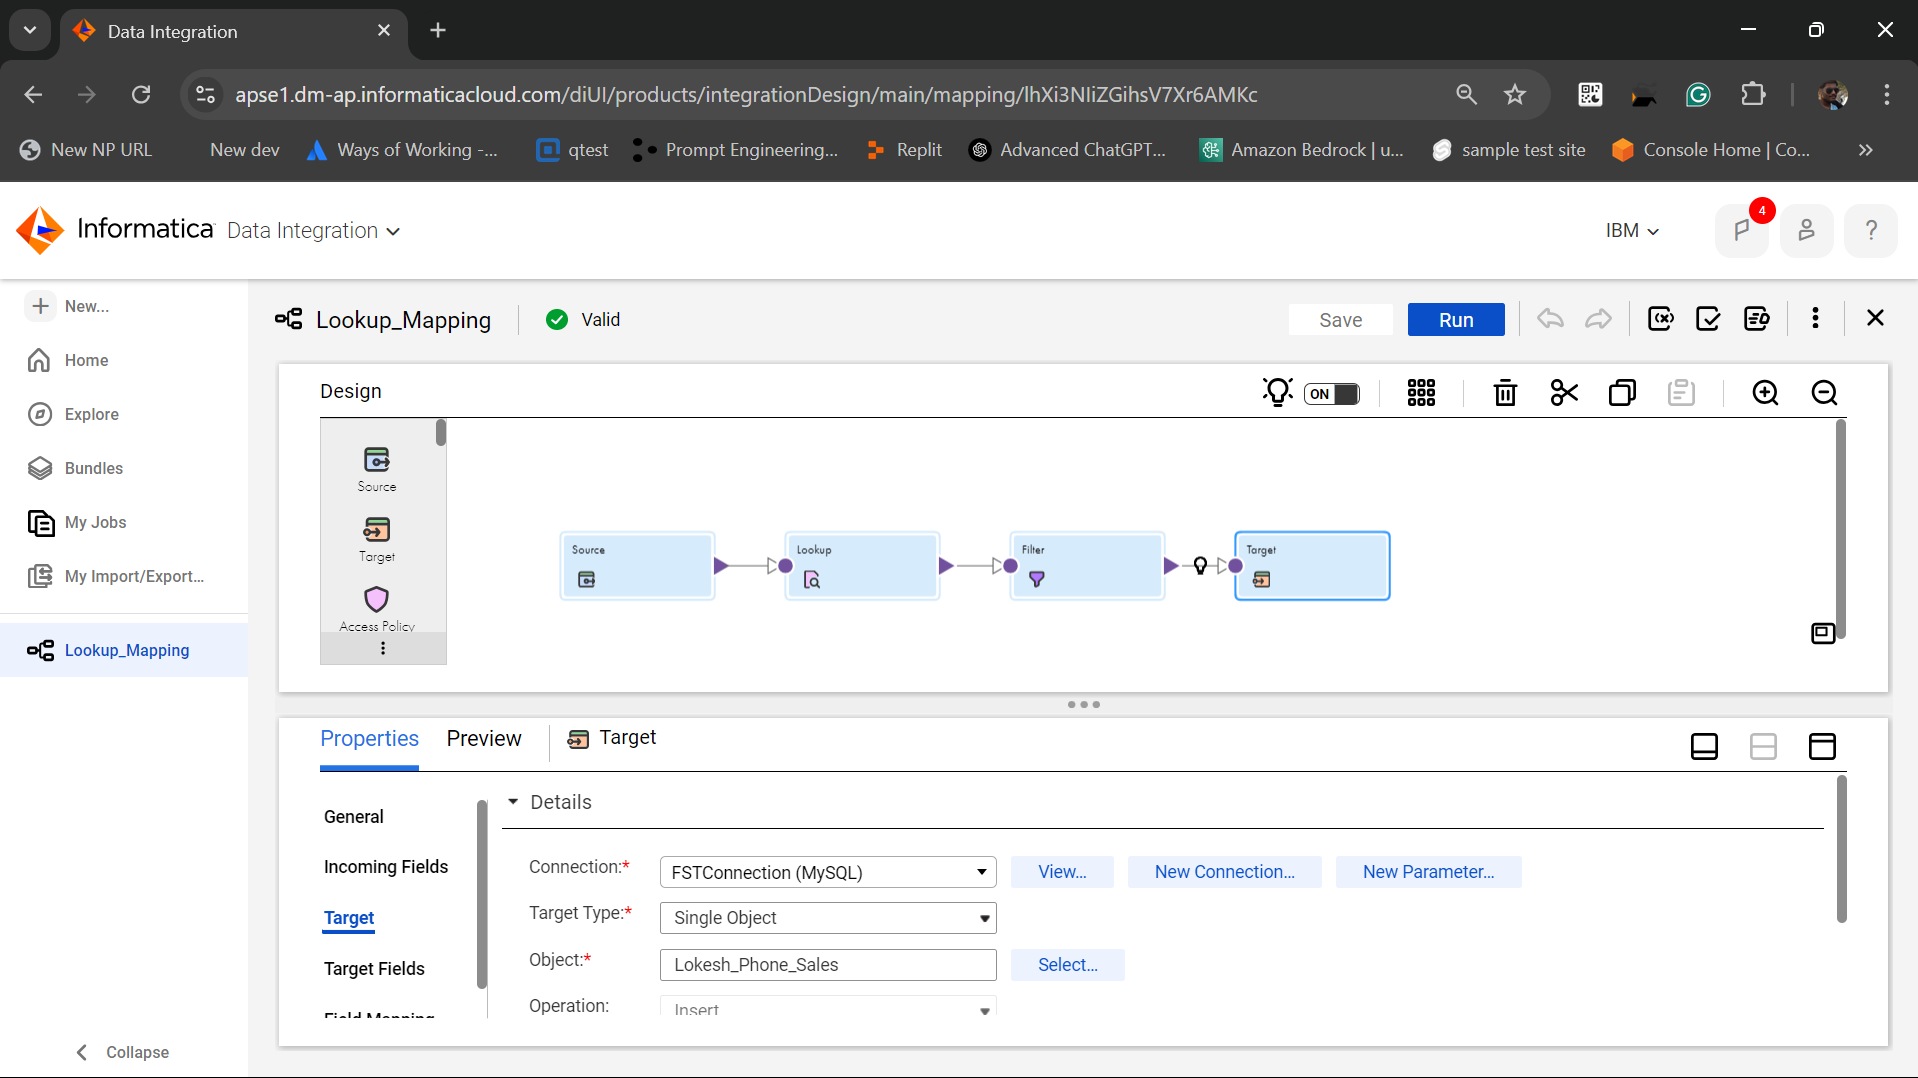 Data Integration
apse1.dm-ap.informaticacloud.com/diUI/products/integrationDesign/main/mapping/lhXi3NIiZGihsV7Xr6AMKc
New NP URL
New dev
Ways of Working -...
qtest
Prompt Engineering...
Replit
Advanced ChatGPT...
Amazon Bedrock | u...
sample test site
Console Home | Co...
Informatica
Data Integration
IBM
4
?
New...
Home
Explore
Bundles
My Jobs
My Import/Export...
Lookup_Mapping
Collapse
Lookup_Mapping
Valid
Save
Run
Design
ON
Source
Target
Access Policy
Source
Lookup
Filter
Target
Properties
Preview
Target
General
Incoming Fields
Target
Target Fields
Field Mapping
Details
Connection:*
FSTConnection (MySQL)
View...
New Connection...
New Parameter...
Target Type:*
Single Object
Object:*
Lokesh_Phone_Sales
Select...
Operation:
Insert